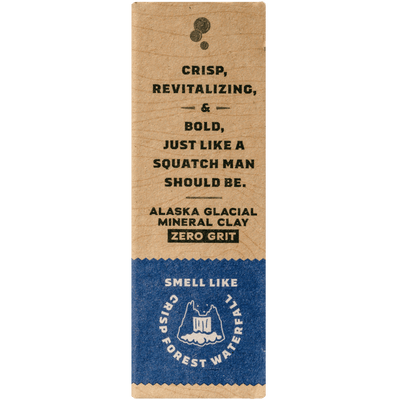 CRISP,
REVITALIZING,
&
BOLD,
JUST LIKE A
SQUATCH MAN
SHOULD BE.
ALASKA GLACIAL
MINERAL CLAY
ZERO GRIT
SMELL LIKE
CRISP FOREST WATERFALL